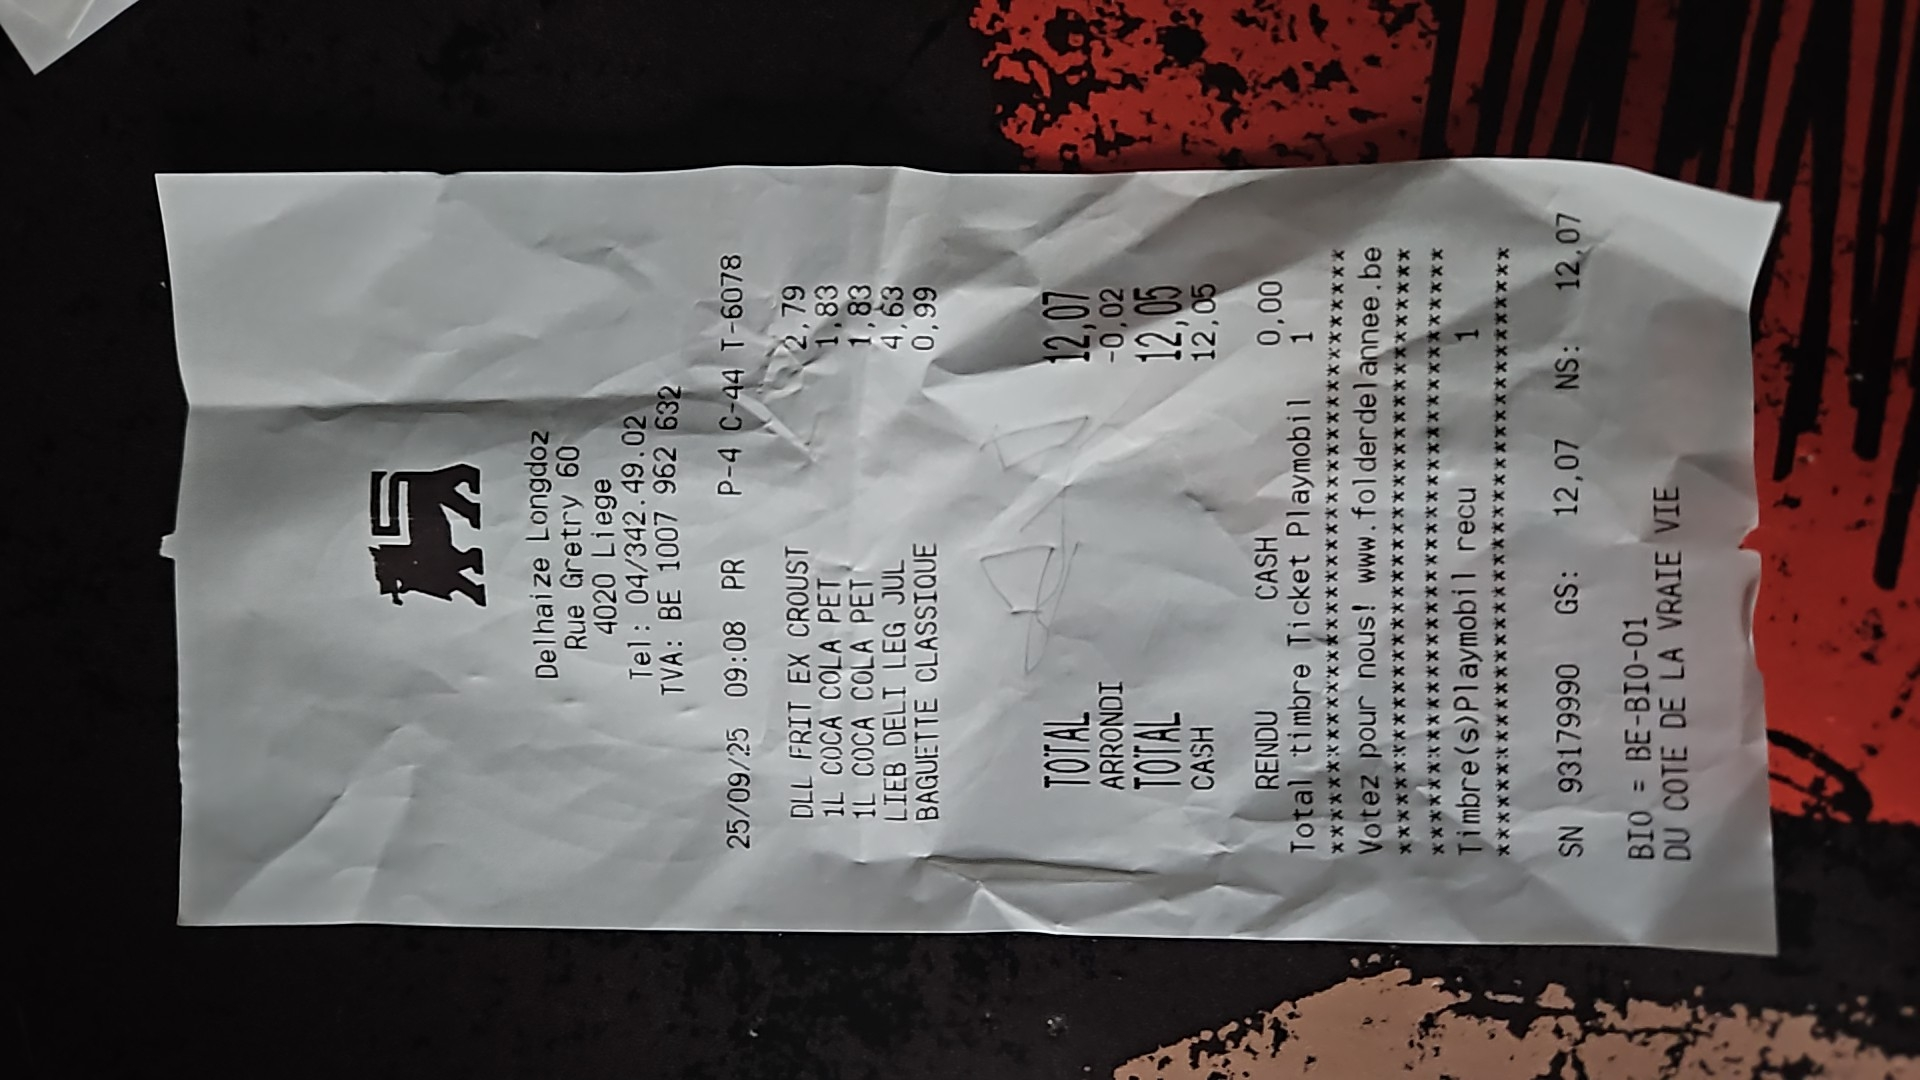 Delhaize Longdoz
Rue Gretry 60
4020 Liege
Tel: 04/342.49.02
TVA: BE 1007 962 632
25/09/25 09:08 PR P-4 C-44 T-6078
DLL FRIT EX CROUST 2,79
1L COCA COLA PET 1,83
1L COCA COLA PET 1,83
LIEB DELI LEG JUL 4,63
BAGUETTE CLASSIQUE 0,99
TOTAL 12,07
ARRONDI -0,02
TOTAL 12,05
CASH 12,05
RENDU CASH 0,00
Total timbre Ticket Playmobil 1
******************************************
Votez pour nous! www.folderdelannee.be
******************************************
******************************************
Timbre(s)Playmobil recu 1
******************************************
SN 93179990 GS: 12,07 NS: 12,07
BIO = BE-BIO-01
DU COTE DE LA VRAIE VIE